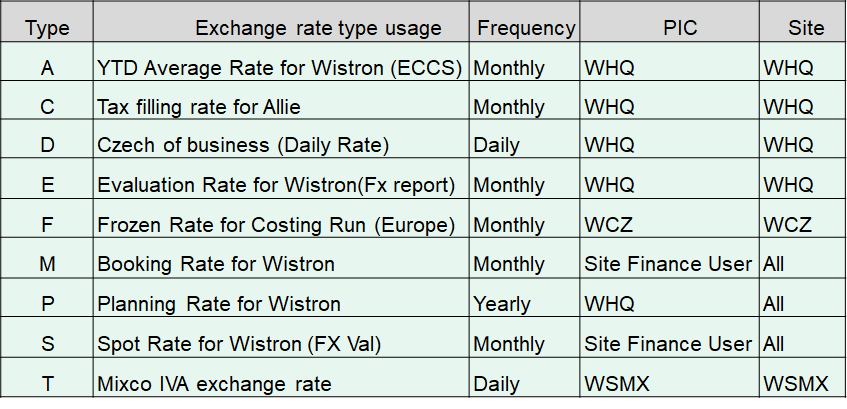 Type Exchange rate type usage Frequency PIC Site
A YTD Average Rate for Wistron (ECCS) Monthly WHQ WHQ
C Tax filling rate for Allie Monthly WHQ WHQ
D Czech of business (Daily Rate) Daily WHQ WHQ
E Evaluation Rate for Wistron(Fx report) Monthly WHQ WHQ
F Frozen Rate for Costing Run (Europe) Monthly WCZ WCZ
M Booking Rate for Wistron Monthly Site Finance User All
P Planning Rate for Wistron Yearly WHQ All
S Spot Rate for Wistron (FX Val) Monthly Site Finance User All
T Mixco IVA exchange rate Daily WSMX WSMX